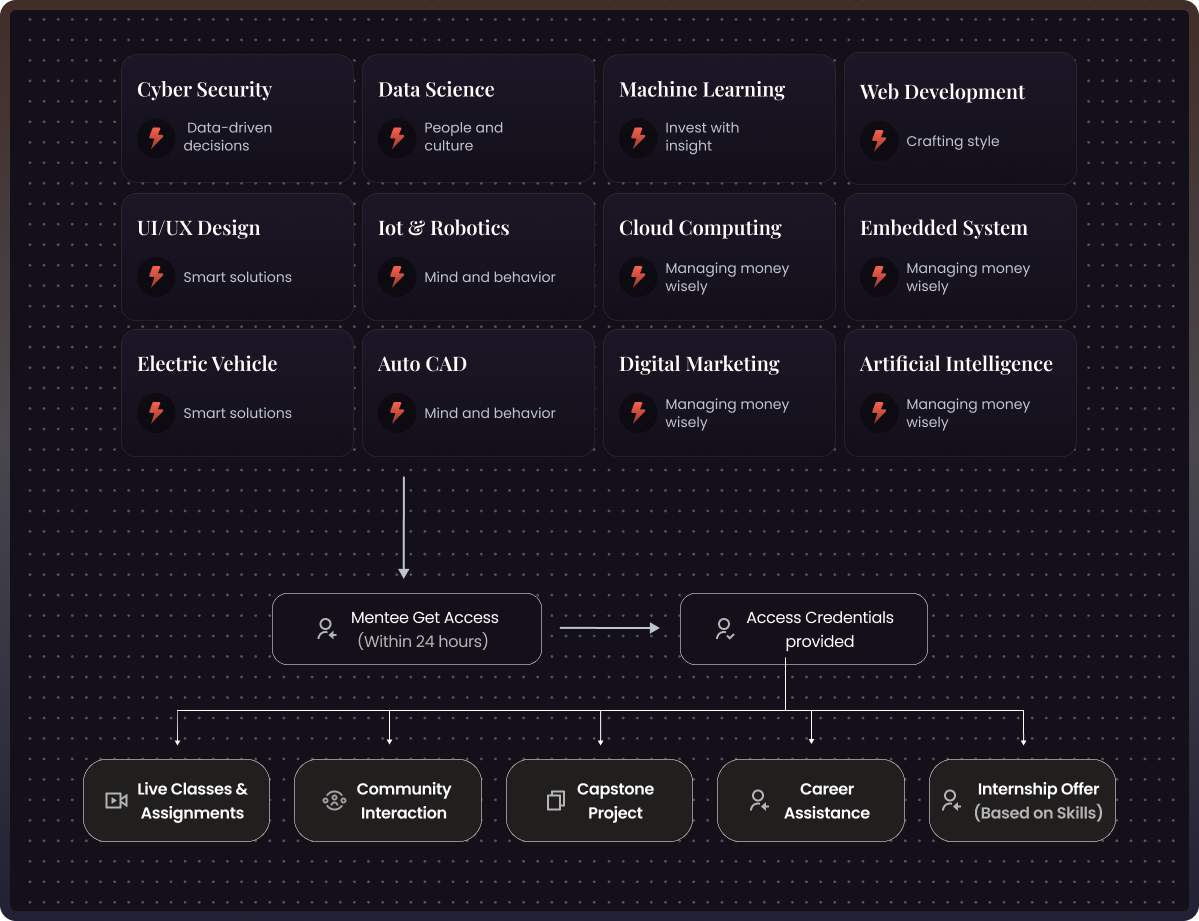 Cyber Security
Data-driven
decisions
Data Science
People and
culture
Machine Learning
Invest with
insight
Web Development
Crafting style
UI/UX Design
Smart solutions
Iot & Robotics
Mind and behavior
Cloud Computing
Managing money
wisely
Embedded System
Managing money
wisely
Electric Vehicle
Smart solutions
Auto CAD
Mind and behavior
Digital Marketing
Managing money
wisely
Artificial Intelligence
Managing money
wisely
Mentee Get Access
(Within 24 hours)
Access Credentials
provided
Live Classes &
Assignments
Community
Interaction
Capstone
Project
Career
Assistance
Internship Offer
(Based on Skills)